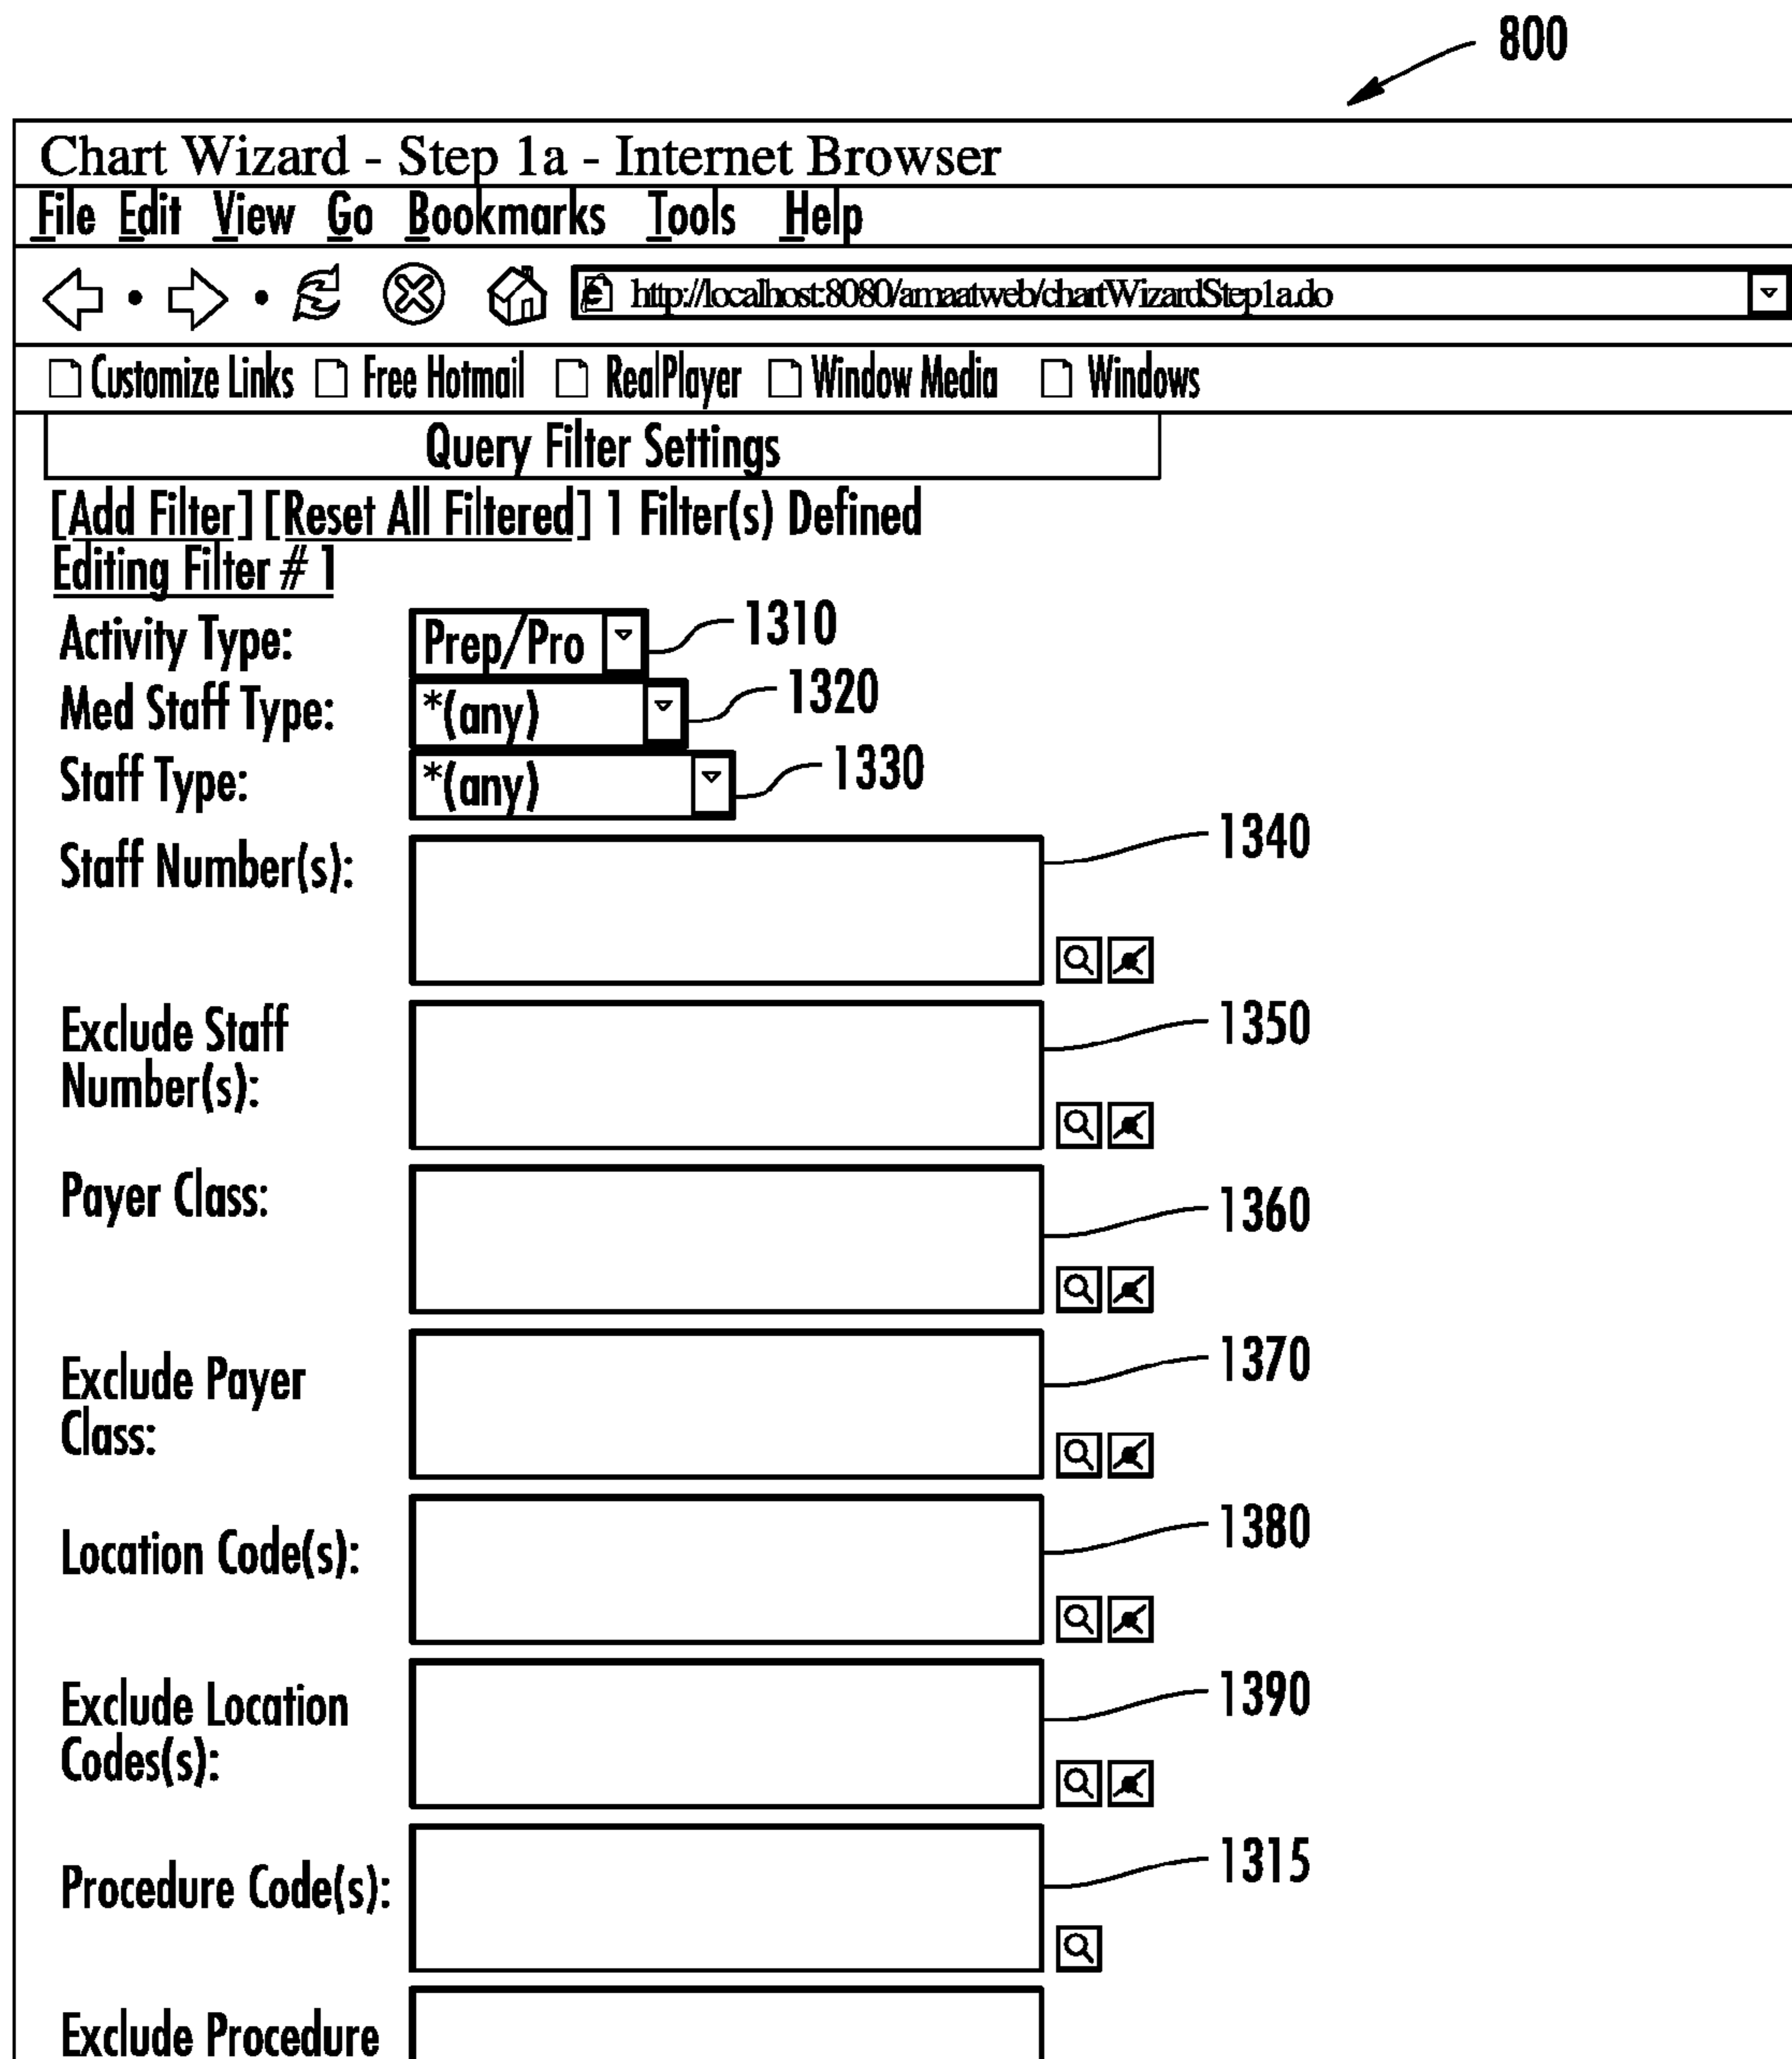 800
Chart Wizard - Step 1a - Internet Browser
File Edit View Go Bookmarks Tools Help
http://localhost:8080/amaatweb/chartWizardStep1a.do
Customize Links Free Hotmail RealPlayer Window Media Windows
Query Filter Settings
[Add Filter] [Reset All Filtered] 1 Filter(s) Defined
Editing Filter # 1
Activity Type: Prep/Pro 1310
Med Staff Type: *(any) 1320
Staff Type: *(any) 1330
Staff Number(s): 1340
Exclude Staff 1350
Number(s):
Payer Class: 1360
Exclude Payer 1370
Class:
Location Code(s): 1380
Exclude Location 1390
Codes(s):
Procedure Code(s): 1315
Exclude Procedure